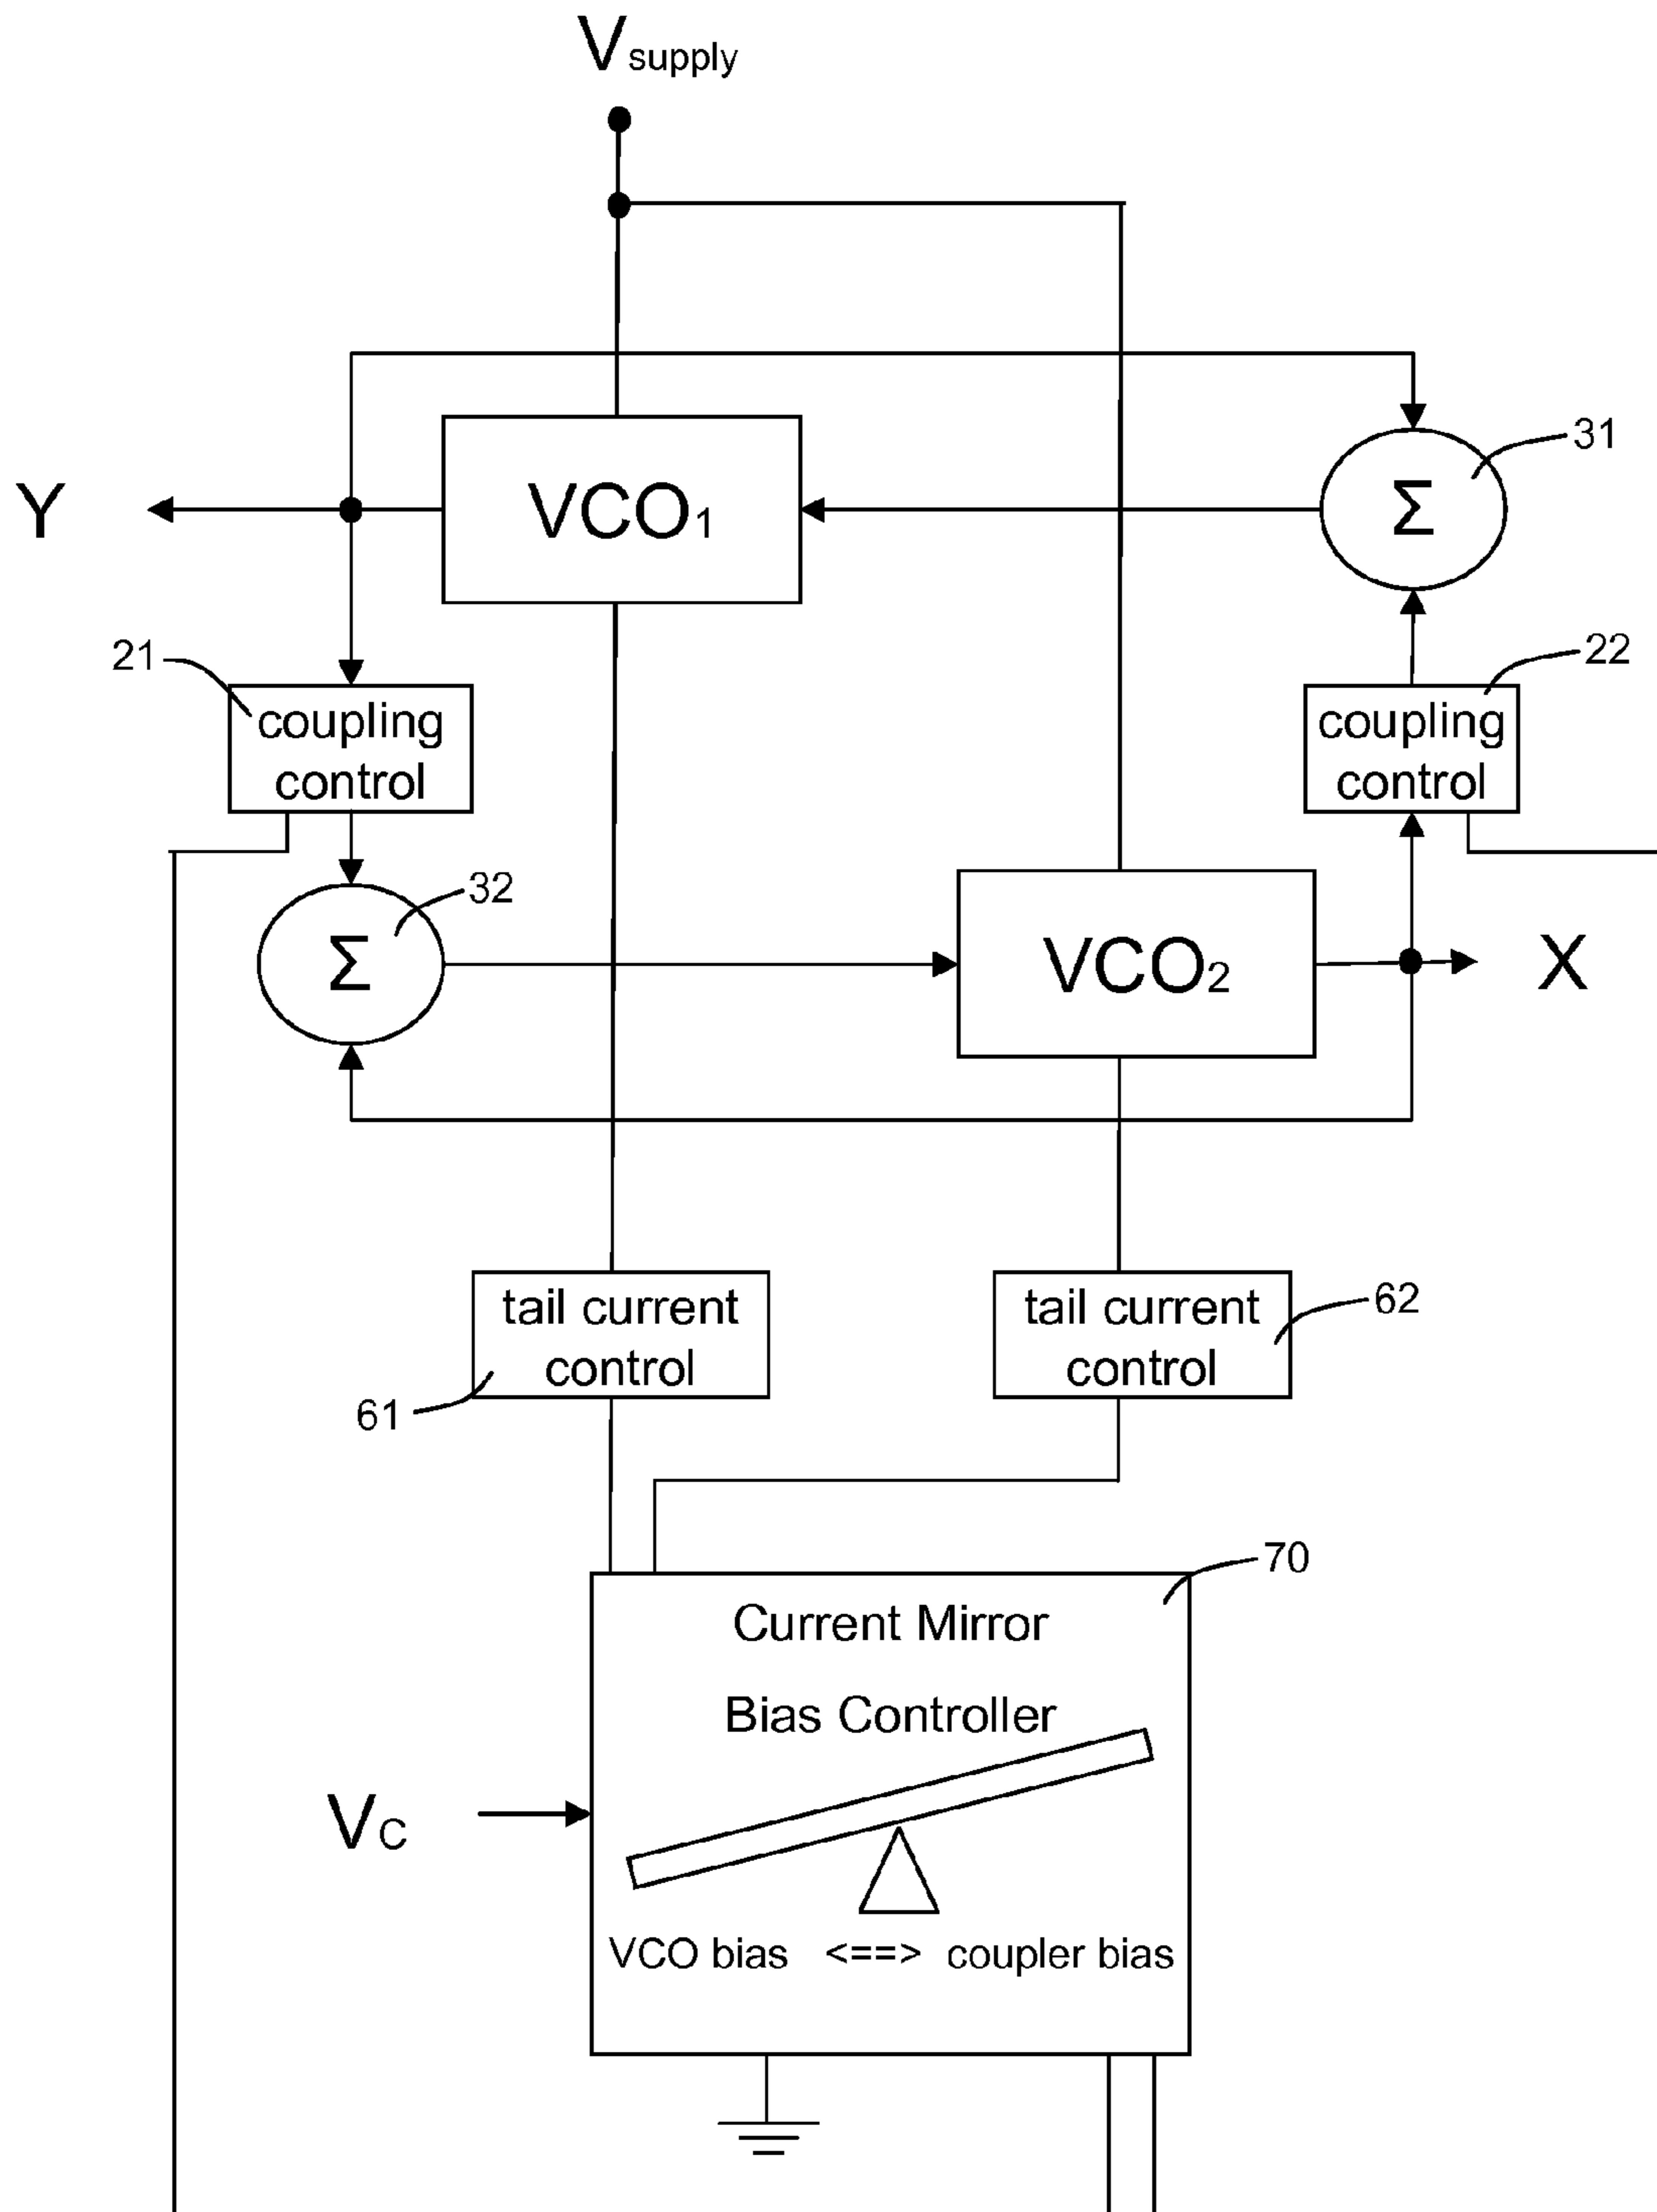 Vsupply
31
Σ
Y
VCO1
21
22
coupling
control
coupling
control
32
Σ
VCO2
X
tail current
control
tail current
control
62
61
70
Current Mirror
Bias Controller
VC
VCO bias <==> coupler bias